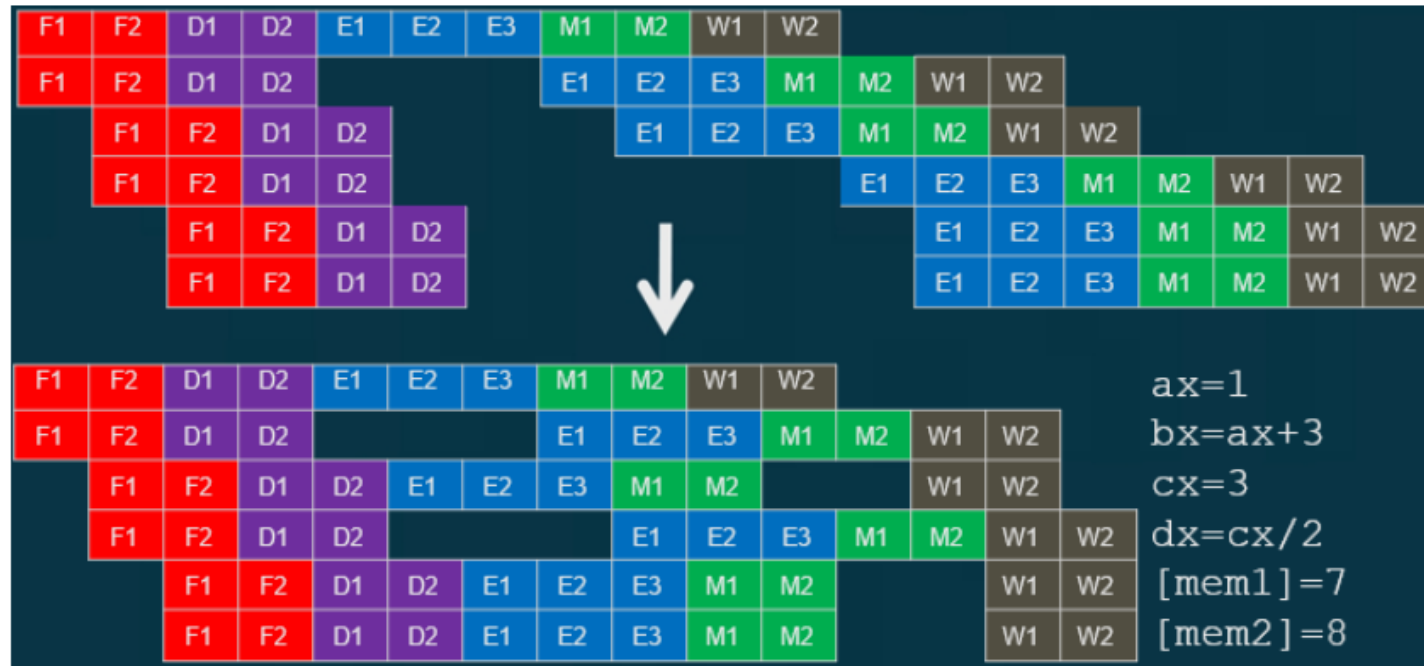 F1 F2 D1 D2 E1 E2 E3 M1 M2 W1 W2
F1 F2 D1 D2 E1 E2 E3 M1 M2 W1 W2
F1 F2 D1 D2 E1 E2 E3 M1 M2 W1 W2
F1 F2 D1 D2 E1 E2 E3 M1 M2 W1 W2
F1 F2 D1 D2 E1 E2 E3 M1 M2 W1 W2
F1 F2 D1 D2 E1 E2 E3 M1 M2 W1 W2
F1 F2 D1 D2 E1 E2 E3 M1 M2 W1 W2 ax=1
F1 F2 D1 D2 E1 E2 E3 M1 M2 W1 W2 bx=ax+3
F1 F2 D1 D2 E1 E2 E3 M1 M2 W1 W2 cx=3
F1 F2 D1 D2 E1 E2 E3 M1 M2 W1 W2 dx=cx/2
F1 F2 D1 D2 E1 E2 E3 M1 M2 W1 W2 [mem1]=7
F1 F2 D1 D2 E1 E2 E3 M1 M2 W1 W2 [mem2]=8